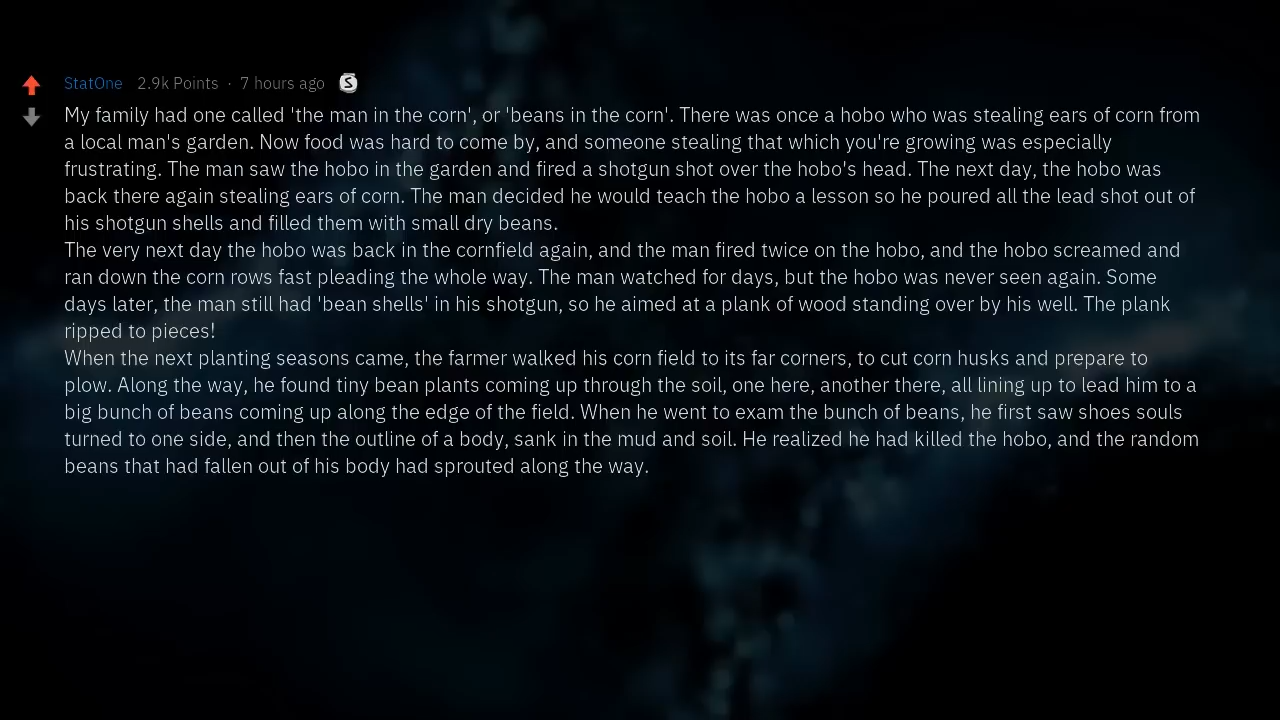 StatOne 2.9k Points · 7 hours ago S
My family had one called 'the man in the corn', or 'beans in the corn'. There was once a hobo who was stealing ears of corn from
a local man's garden. Now food was hard to come by, and someone stealing that which you're growing was especially
frustrating. The man saw the hobo in the garden and fired a shotgun shot over the hobo's head. The next day, the hobo was
back there again stealing ears of corn. The man decided he would teach the hobo a lesson so he poured all the lead shot out of
his shotgun shells and filled them with small dry beans.
The very next day the hobo was back in the cornfield again, and the man fired twice on the hobo, and the hobo screamed and
ran down the corn rows fast pleading the whole way. The man watched for days, but the hobo was never seen again. Some
days later, the man still had 'bean shells' in his shotgun, so he aimed at a plank of wood standing over by his well. The plank
ripped to pieces!
When the next planting seasons came, the farmer walked his corn field to its far corners, to cut corn husks and prepare to
plow. Along the way, he found tiny bean plants coming up through the soil, one here, another there, all lining up to lead him to a
big bunch of beans coming up along the edge of the field. When he went to exam the bunch of beans, he first saw shoes souls
turned to one side, and then the outline of a body, sank in the mud and soil. He realized he had killed the hobo, and the random
beans that had fallen out of his body had sprouted along the way.